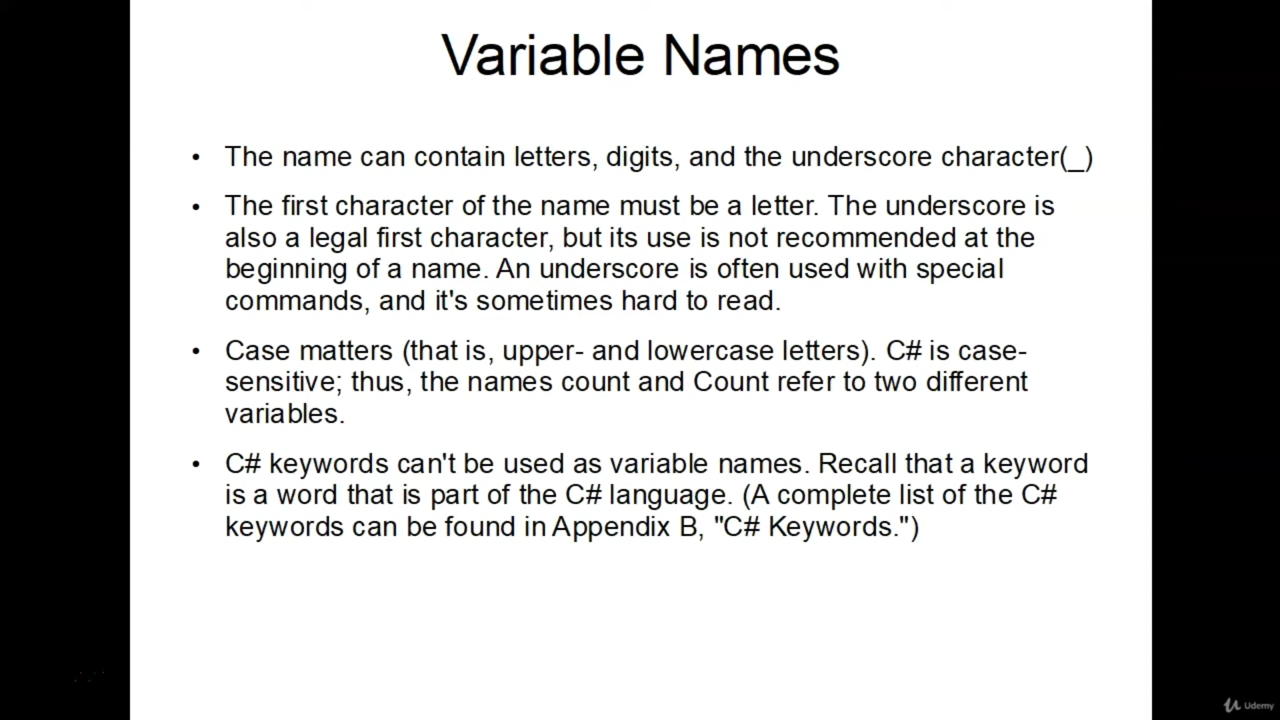 Variable Names
• The name can contain letters, digits, and the underscore character(_)
• The first character of the name must be a letter. The underscore is
also a legal first character, but its use is not recommended at the
beginning of a name. An underscore is often used with special
commands, and it's sometimes hard to read.
• Case matters (that is, upper- and lowercase letters). C# is case-
sensitive; thus, the names count and Count refer to two different
variables.
• C# keywords can't be used as variable names. Recall that a keyword
is a word that is part of the C# language. (A complete list of the C#
keywords can be found in Appendix B, "C# Keywords.")
Udemy